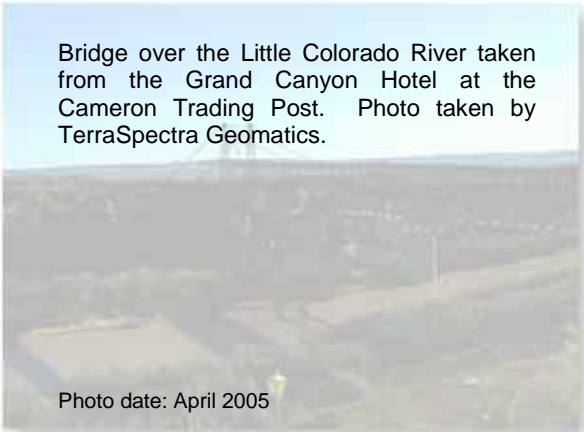 Bridge over the Little Colorado River taken
from the Grand Canyon Hotel at the
Cameron Trading Post. Photo taken by
TerraSpectra Geomatics.
Photo date: April 2005